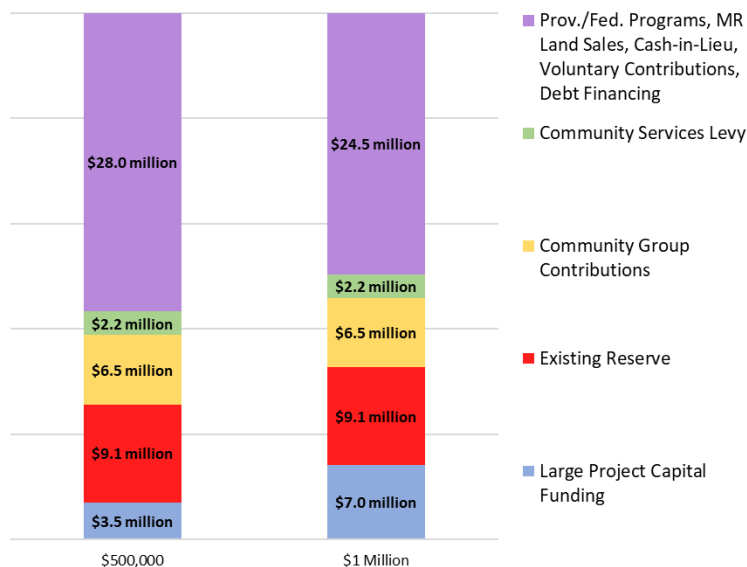 $28.0 million
$2.2 million
$6.5 million
$9.1 million
$3.5 million
$500,000
$24.5 million
$2.2 million
$6.5 million
$9.1 million
$7.0 million
$1 Million
Prov./Fed. Programs, MR
Land Sales, Cash-in-Lieu,
Voluntary Contributions,
Debt Financing
Community Services Levy
Community Group
Contributions
Existing Reserve
Large Project Capital
Funding